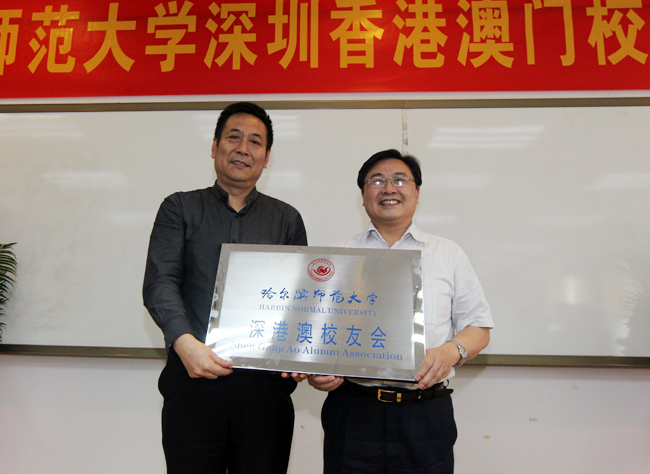 师范大学深圳香港澳门校
哈尔滨师范大学
HARBIN NORMAL UNIVERSITY
深港澳校友会
Shen Gang Ao Alumni Association